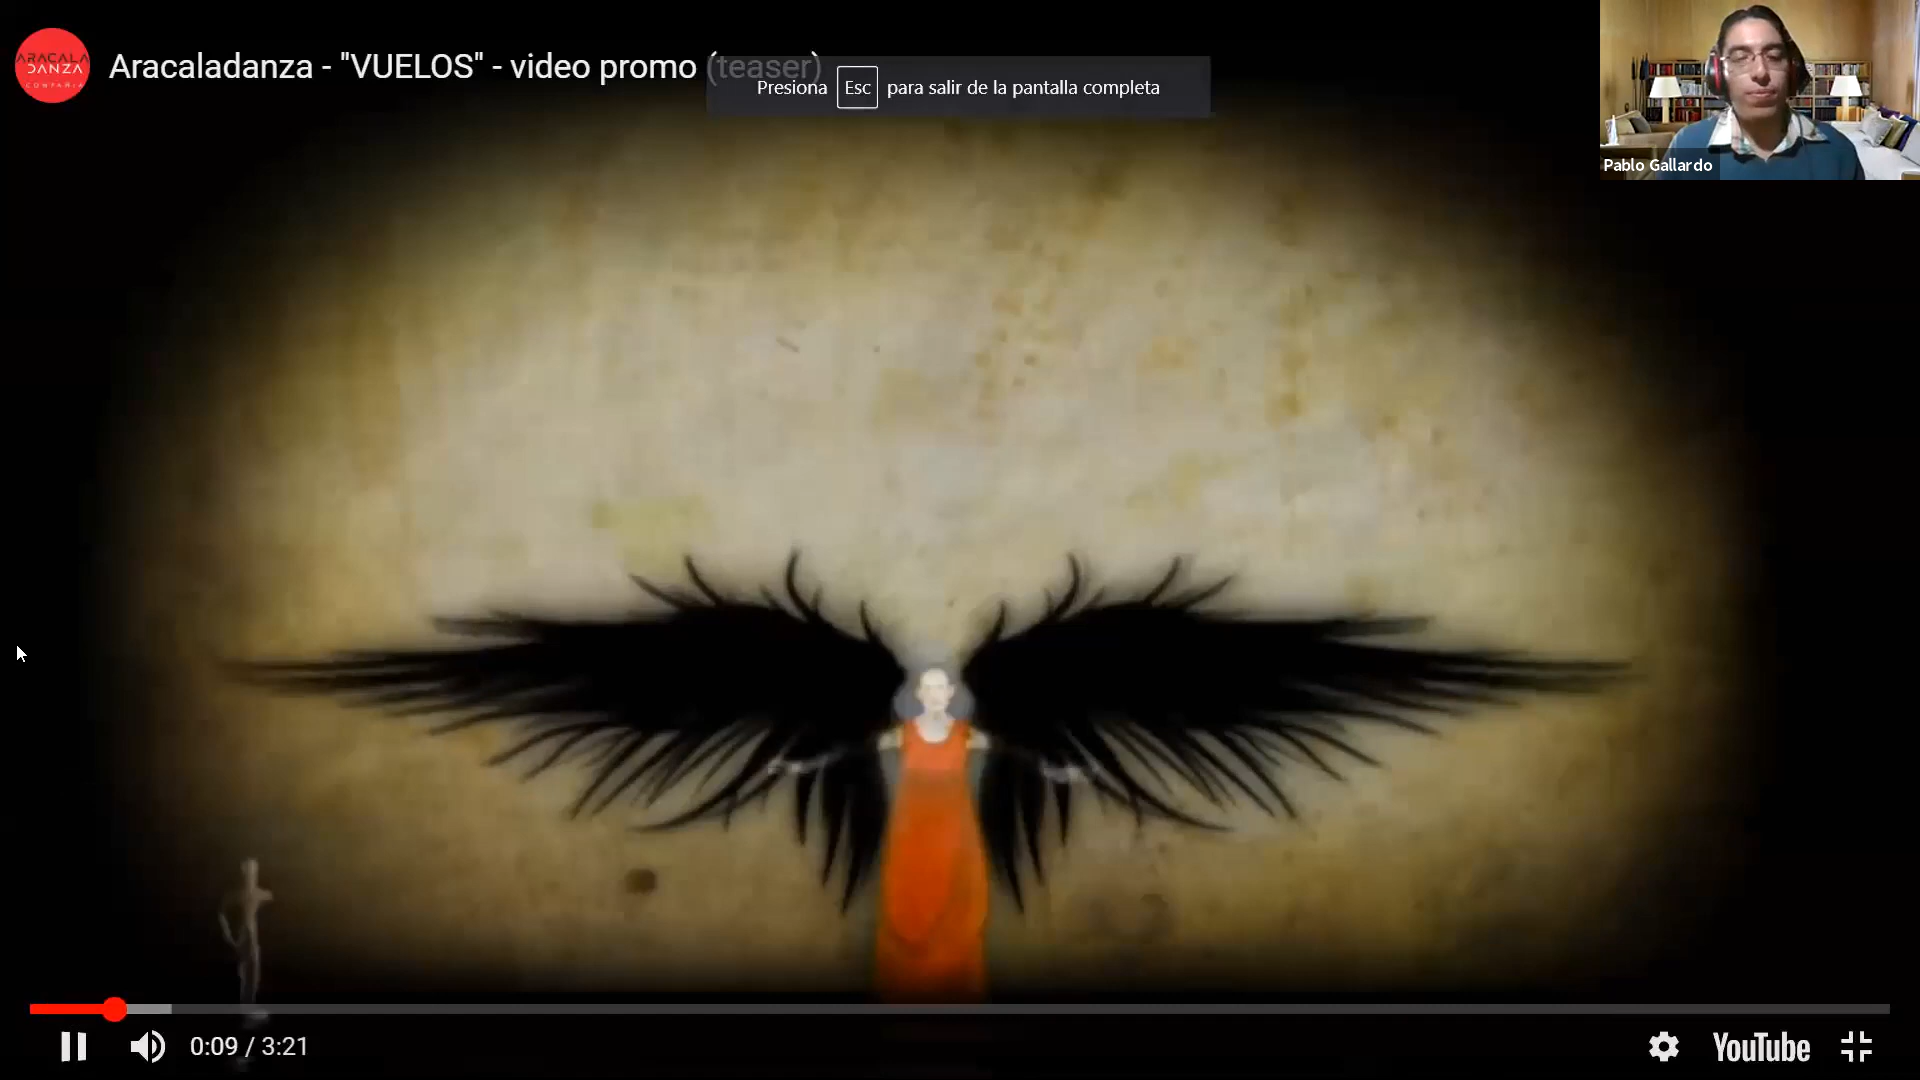 ARACALA
DANZA
COMPAÑÍA
Aracaladanza - "VUELOS" - video promo (teaser)
Presiona Esc para salir de la pantalla completa
Pablo Gallardo
0:09 / 3:21
YouTube